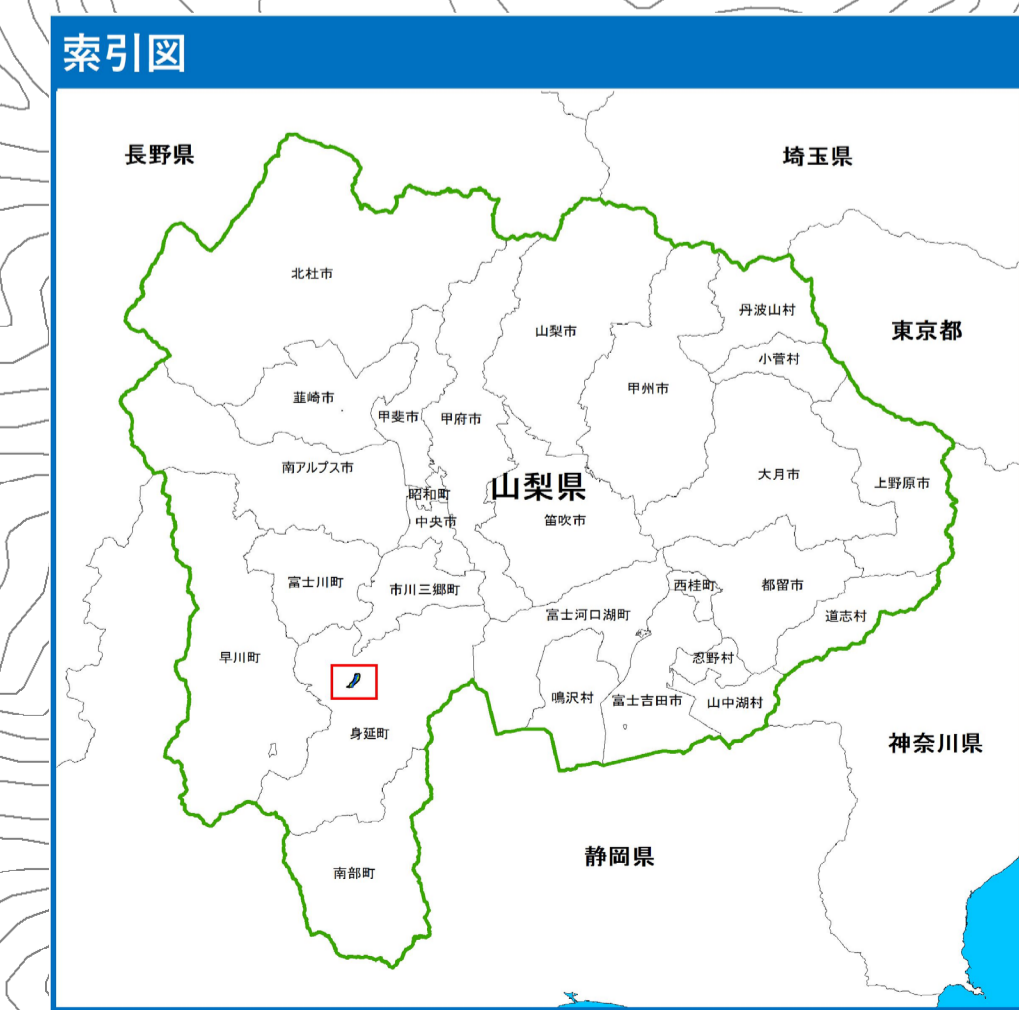 索引図
長野県
埼玉県
北杜市
丹波山村
山梨市
東京都
小菅村
甲州市
韮崎市
甲斐市
甲府市
南アルプス市
大月市
上野原市
山梨県
昭和町
中央市
笛吹市
富士川町
市川三郷町
西桂町
都留市
富士河口湖町
道志村
早川町
忍野村
鳴沢村
富士吉田市
山中湖村
身延町
神奈川県
静岡県
南部町